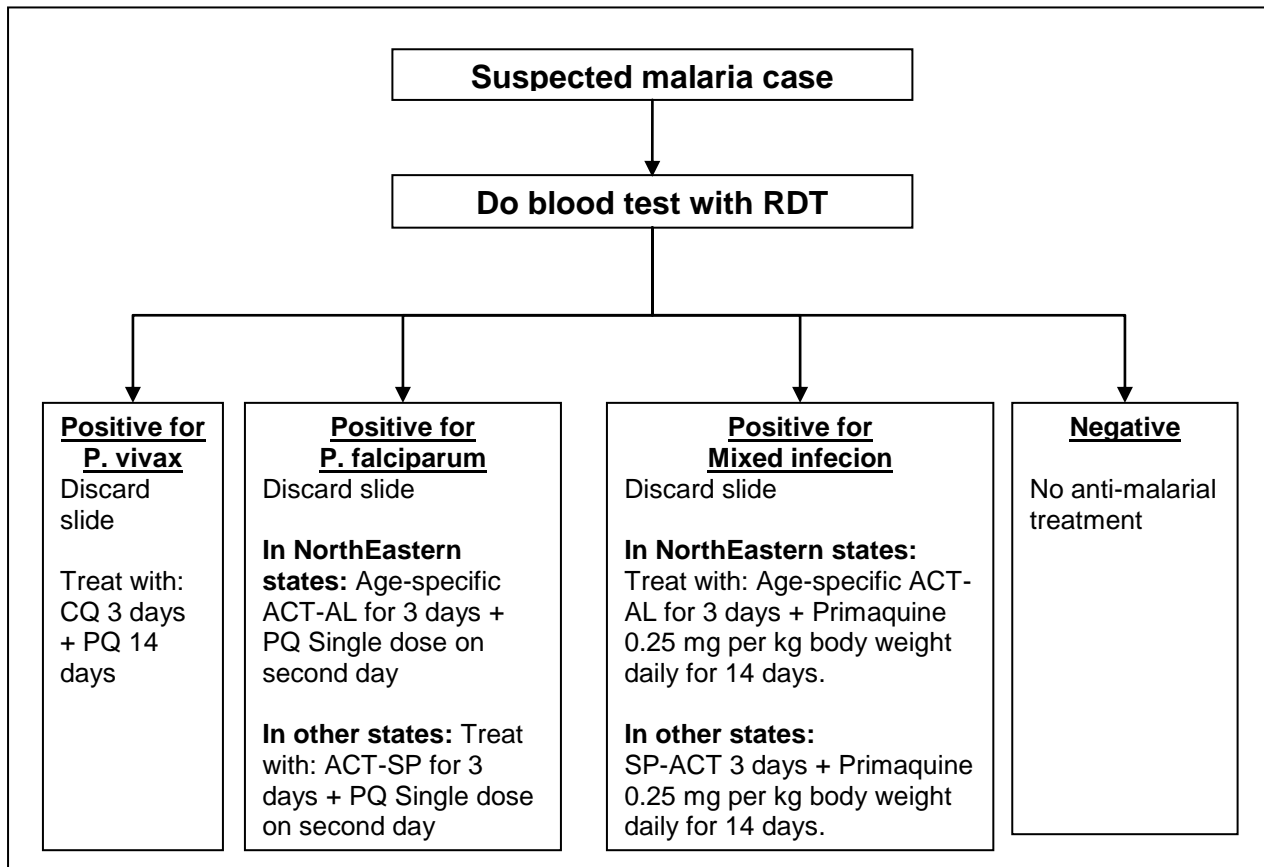 Suspected malaria case
Do blood test with RDT
Positive for
P. vivax
Discard
slide
Treat with:
CQ 3 days
+ PQ 14
days
Positive for
P. falciparum
Discard slide
In NorthEastern
states: Age-specific
ACT-AL for 3 days +
PQ Single dose on
second day
In other states: Treat
with: ACT-SP for 3
days + PQ Single dose
on second day
Positive for
Mixed infecion
Discard slide
In NorthEastern states:
Treat with: Age-specific ACT-
AL for 3 days + Primaquine
0.25 mg per kg body weight
daily for 14 days.
In other states:
SP-ACT 3 days + Primaquine
0.25 mg per kg body weight
daily for 14 days.
Negative
No anti-malarial
treatment